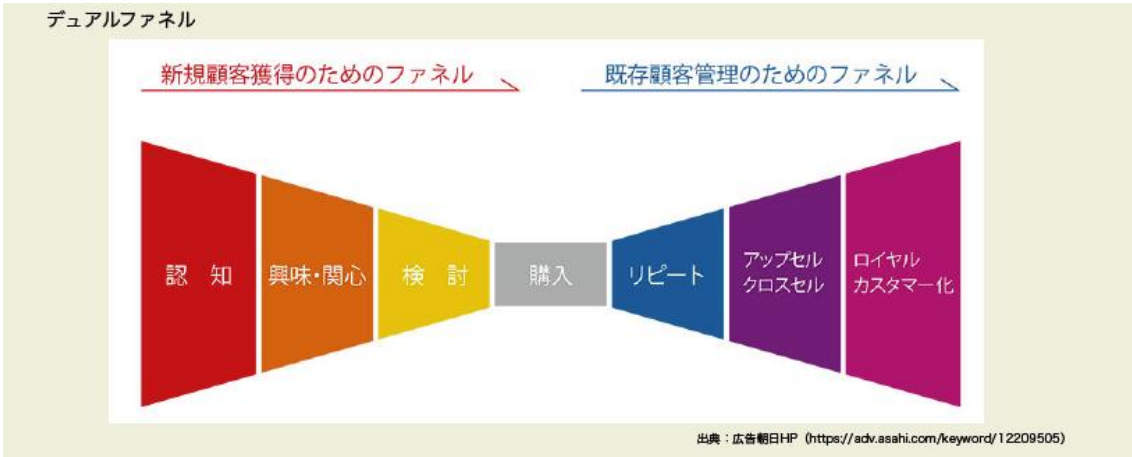 デュアルファネル
新規顧客獲得のためのファネル
既存顧客管理のためのファネル
認 知
興味・関心
検 討
購入
リピート
アップセル
クロスセル
ロイヤル
カスタマー化
出典：広告朝日HP（https://adv.asahi.com/keyword/12209505）